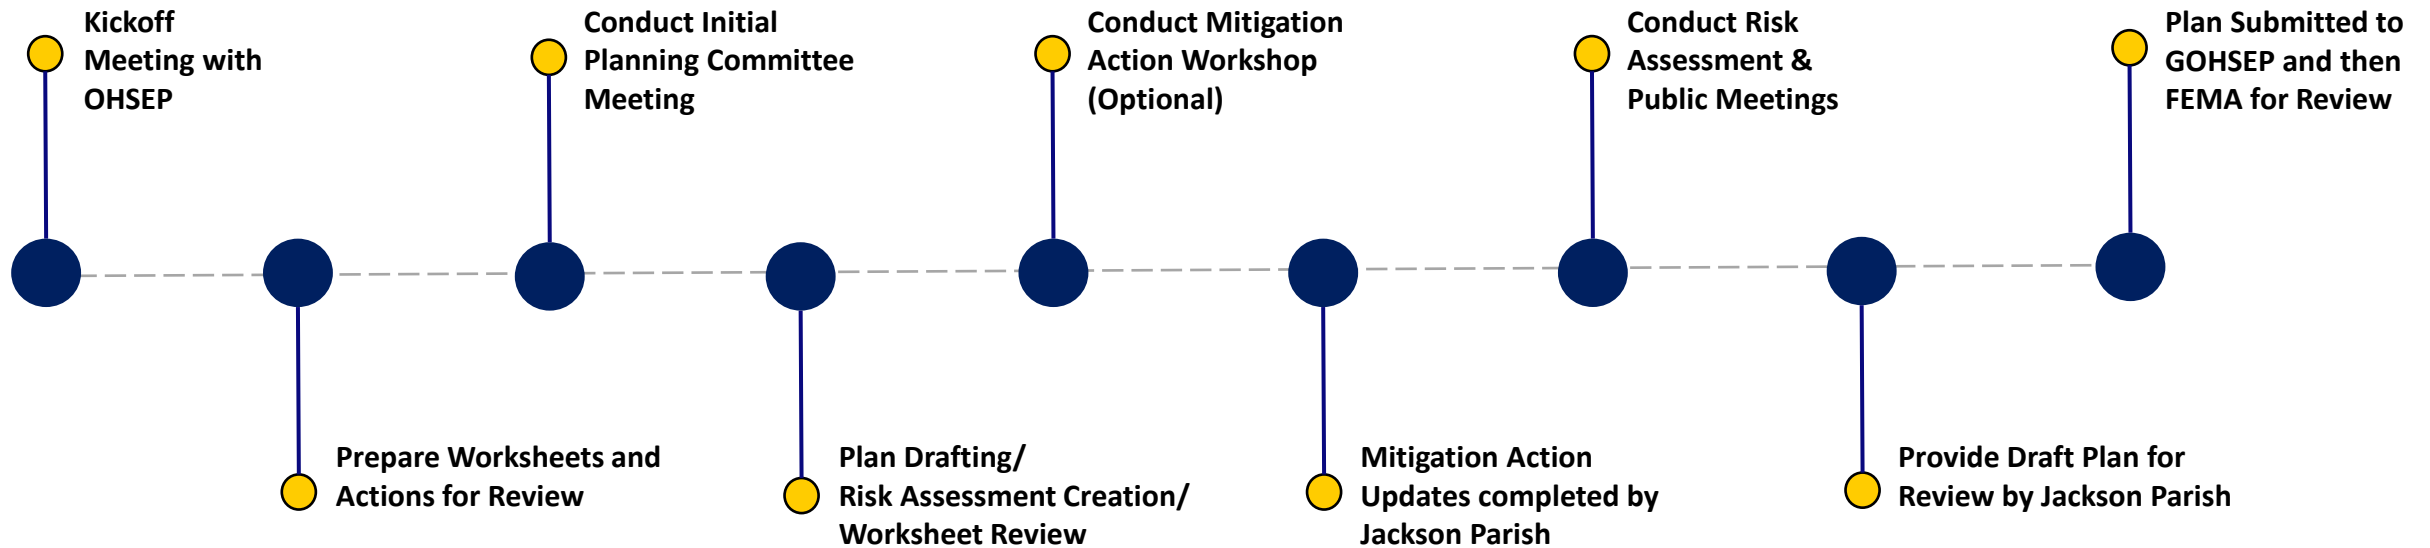 Kickoff
Meeting with
OHSEP
Conduct Initial
Planning Committee
Meeting
Conduct Mitigation
Action Workshop
(Optional)
Conduct Risk
Assessment &
Public Meetings
Plan Submitted to
GOHSEP and then
FEMA for Review
Prepare Worksheets and
Actions for Review
Plan Drafting/
Risk Assessment Creation/
Worksheet Review
Mitigation Action
Updates completed by
Jackson Parish
Provide Draft Plan for
Review by Jackson Parish